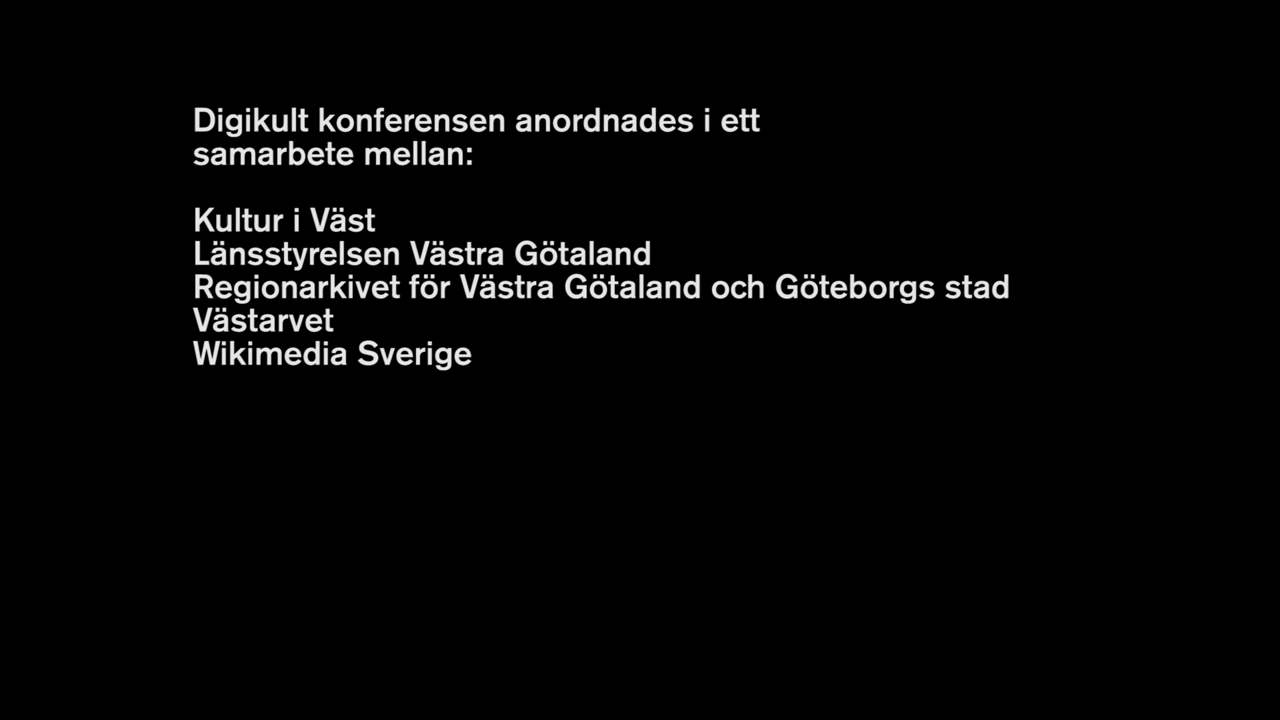 Digikult konferensen anordnades i ett
samarbete mellan:
Kultur i Väst
Länsstyrelsen Västra Götaland
Regionarkivet för Västra Götaland och Göteborgs stad
Västarvet
Wikimedia Sverige